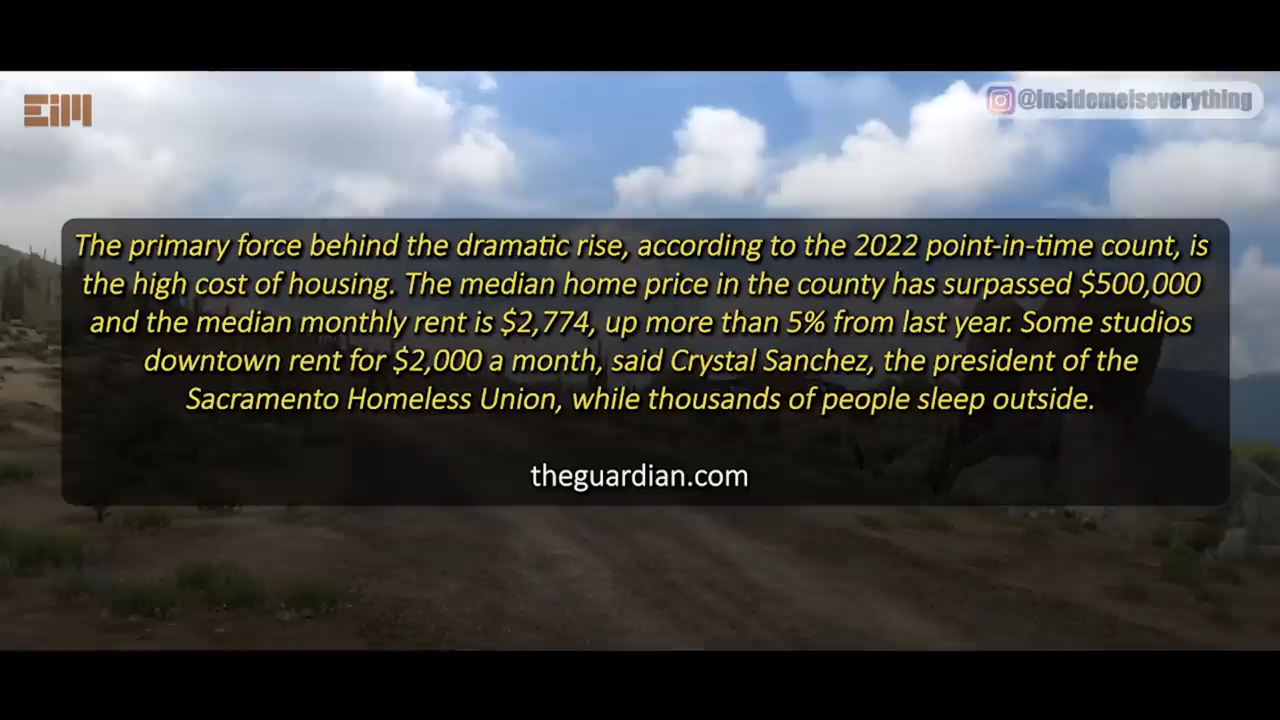 EiM
@insidemeiseverything
The primary force behind the dramatic rise, according to the 2022 point-in-time count, is
the high cost of housing. The median home price in the county has surpassed $500,000
and the median monthly rent is $2,774, up more than 5% from last year. Some studios
downtown rent for $2,000 a month, said Crystal Sanchez, the president of the
Sacramento Homeless Union, while thousands of people sleep outside.
theguardian.com